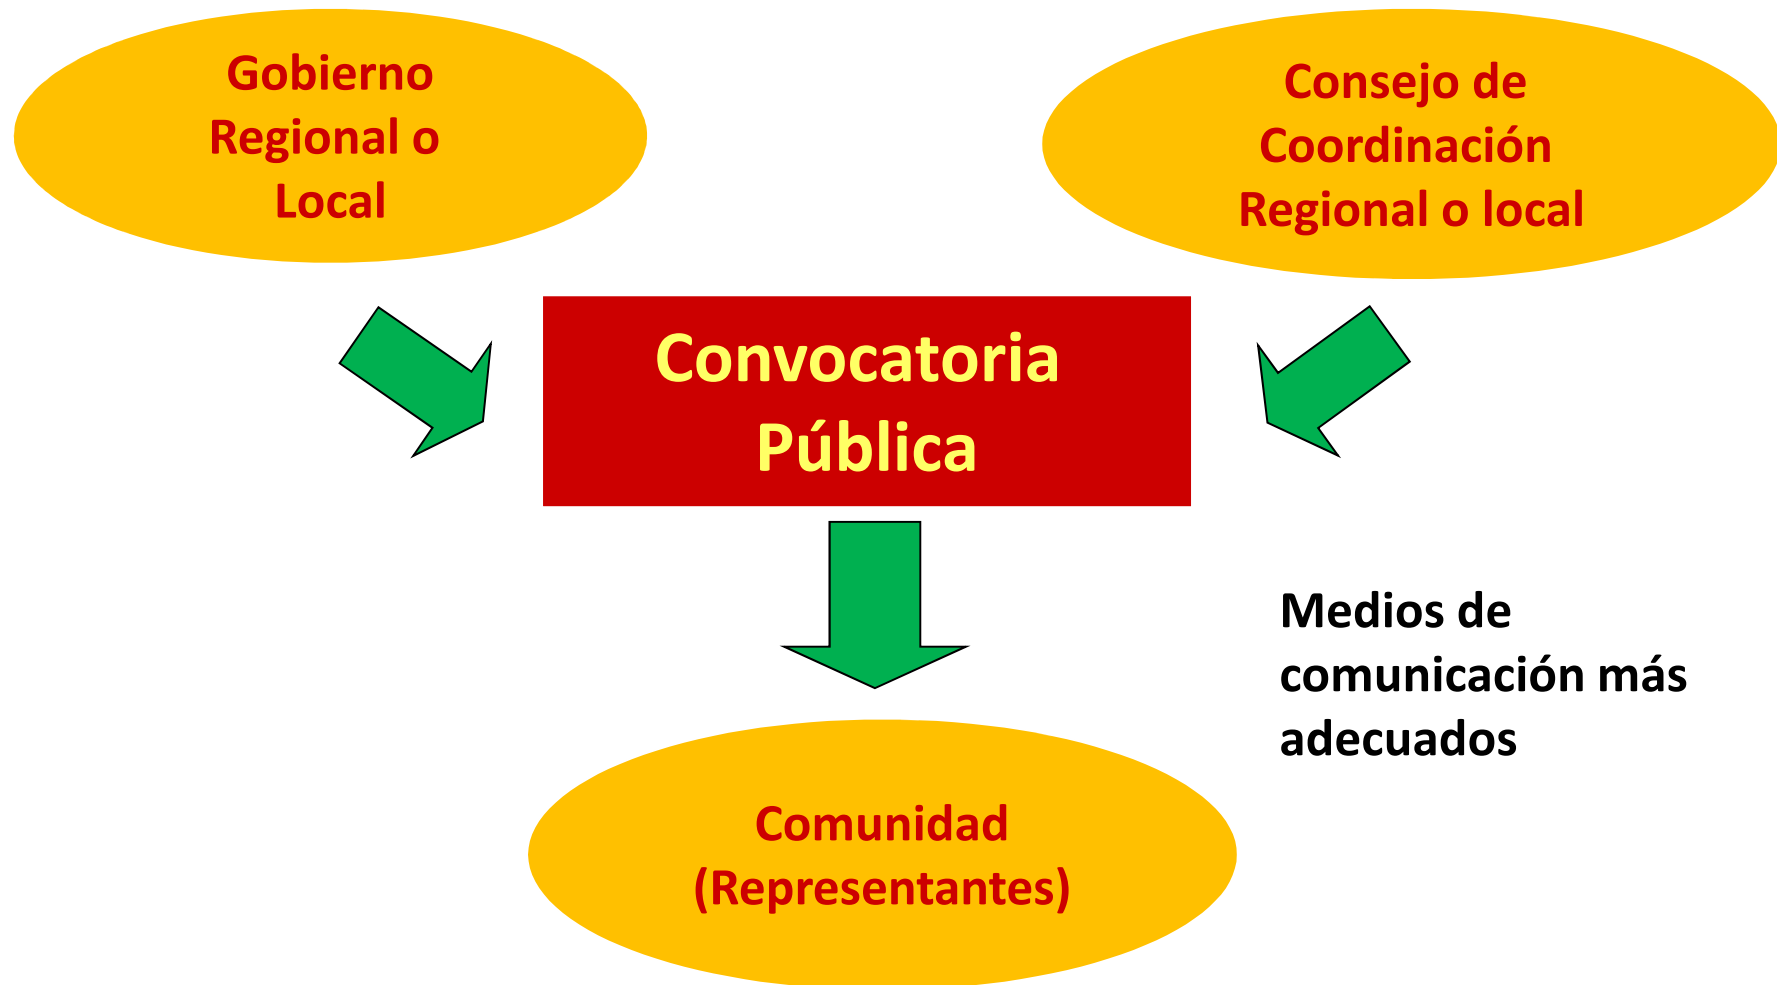 Gobierno
Regional o
Local
Consejo de
Coordinación
Regional o local
Convocatoria
Pública
Medios de
comunicación más
adecuados
Comunidad
(Representantes)